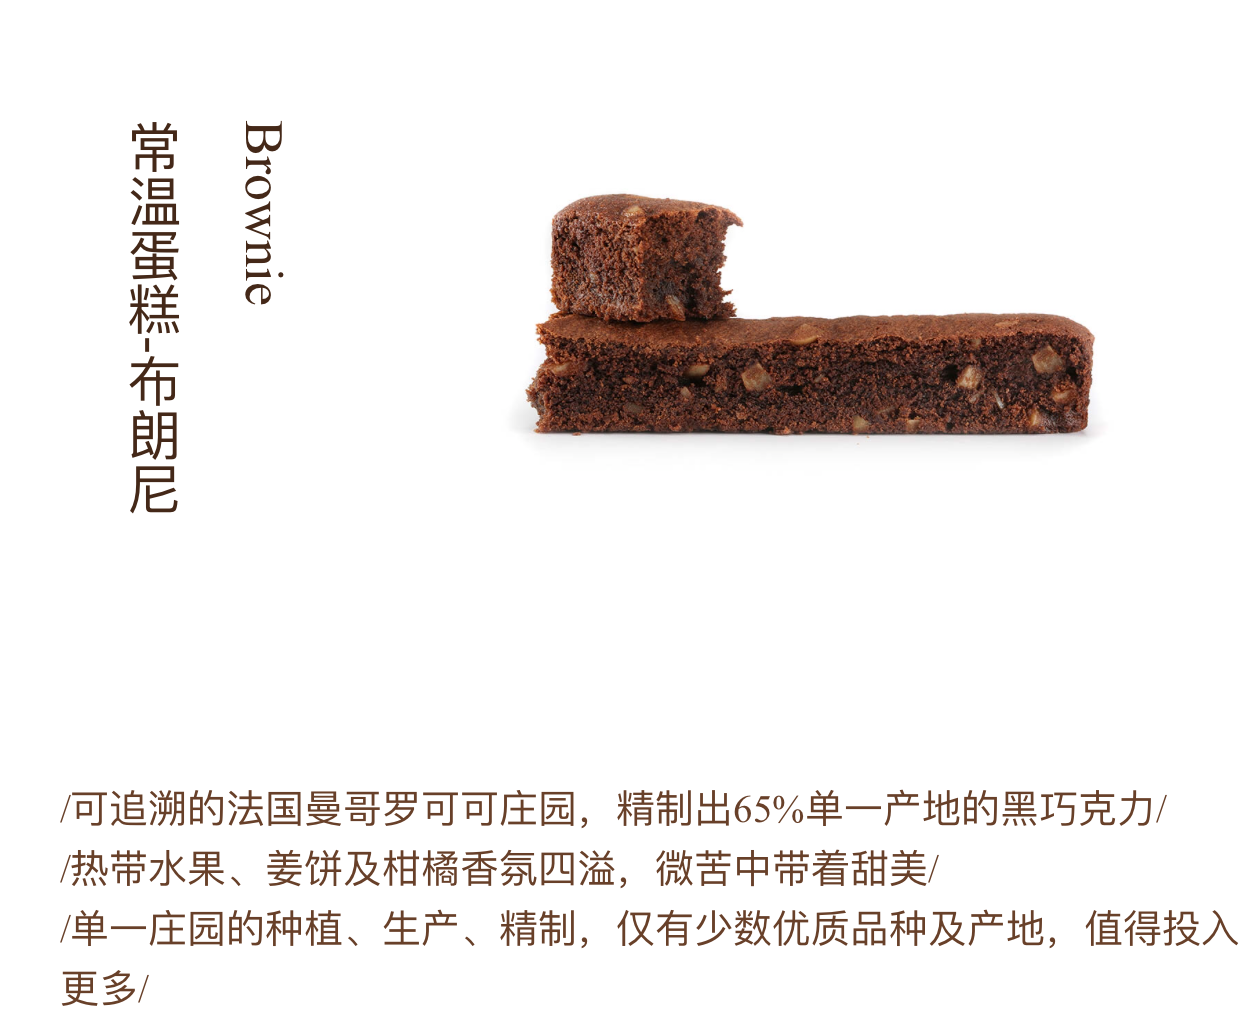 常温蛋糕-布朗尼
Brownie
/可追溯的法国曼哥罗可可庄园，精制出65%单一产地的黑巧克力/
/热带水果、姜饼及柑橘香氛四溢，微苦中带着甜美/
/单一庄园的种植、生产、精制，仅有少数优质品种及产地，值得投入
更多/